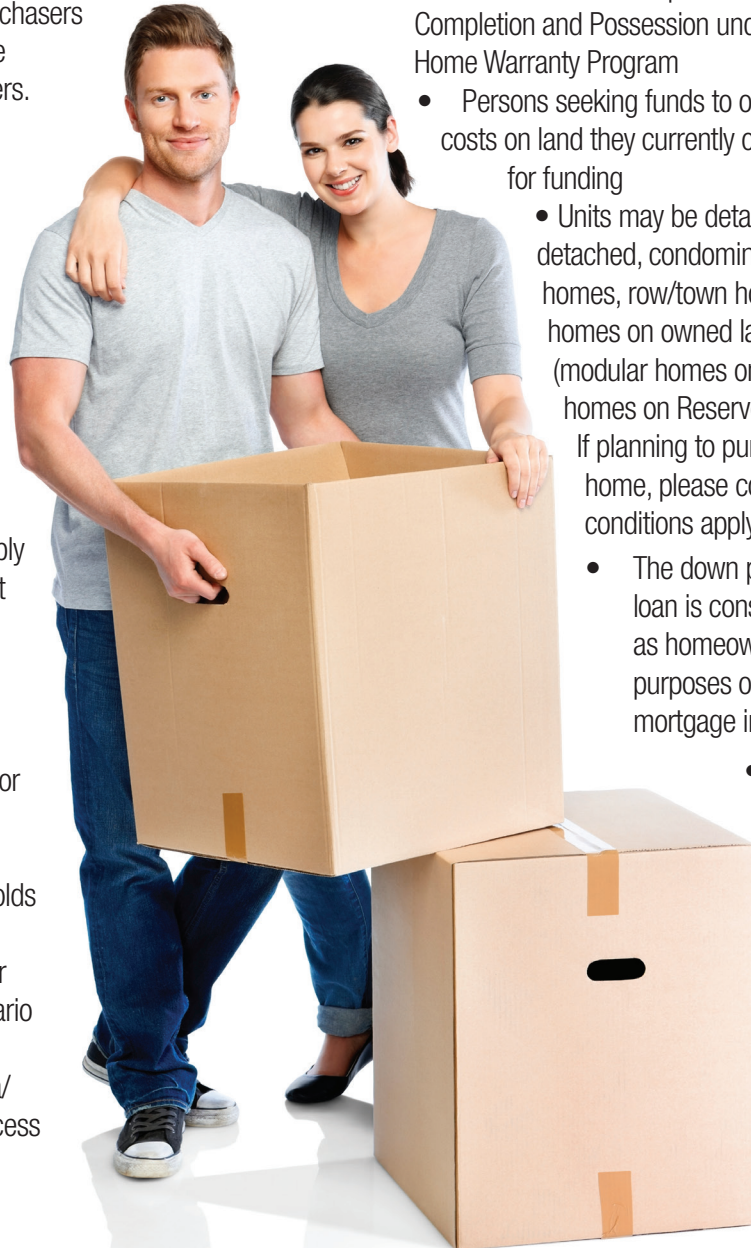 chasers
e
ers.
ply
t
or
olds
r
ario
/
cess
Completion and Possession und
Home Warranty Program
• Persons seeking funds to o
costs on land they currently o
for funding
• Units may be deta
detached, condomin
homes, row/town ho
homes on owned la
(modular homes or
homes on Reserv
If planning to pur
home, please co
conditions apply
• The down p
loan is cons
as homeow
purposes o
mortgage i
•